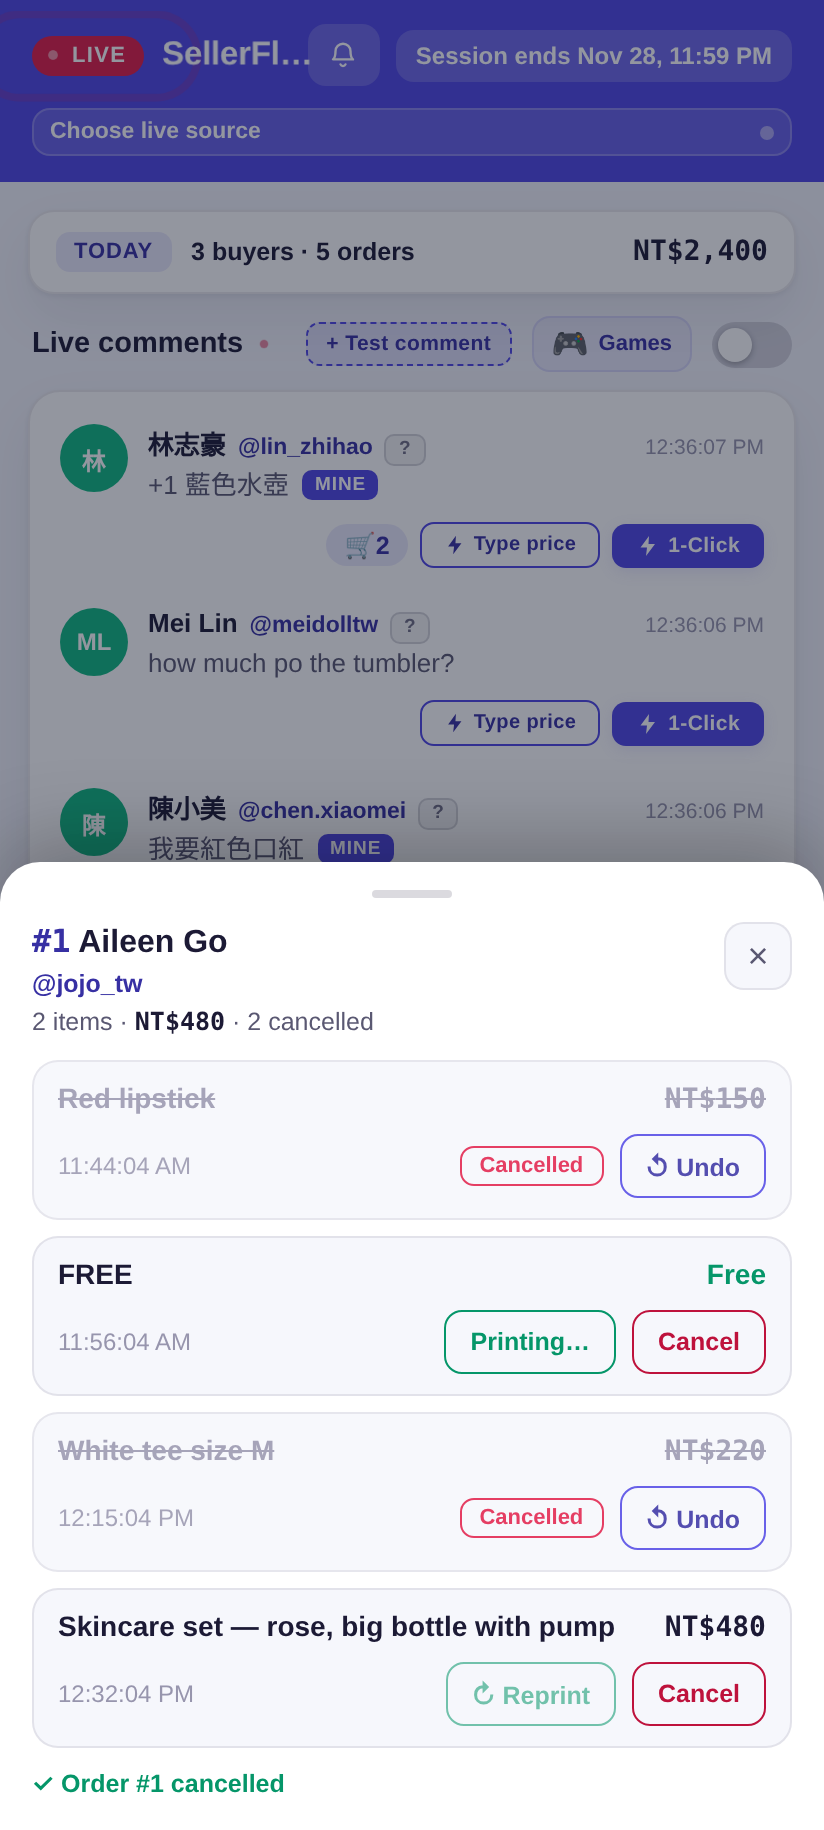 LIVE SellerFl… Session ends Nov 28, 11:59 PM
Choose live source
TODAY 3 buyers · 5 orders NT$2,400
Live comments + Test comment 🎮 Games
林 林志豪 @lin_zhihao ? 12:36:07 PM
+1 藍色水壺 MINE
🛒2 Type price 1-Click
ML Mei Lin @meidolltw ? 12:36:06 PM
how much po the tumbler?
Type price 1-Click
陳 陳小美 @chen.xiaomei ? 12:36:06 PM
我要紅色口紅 MINE
#1 Aileen Go
@jojo_tw
2 items · NT$480 · 2 cancelled
Red lipstick NT$150
11:44:04 AM Cancelled Undo
FREE Free
11:56:04 AM Printing… Cancel
White tee size M NT$220
12:15:04 PM Cancelled Undo
Skincare set — rose, big bottle with pump NT$480
12:32:04 PM Reprint Cancel
✓ Order #1 cancelled